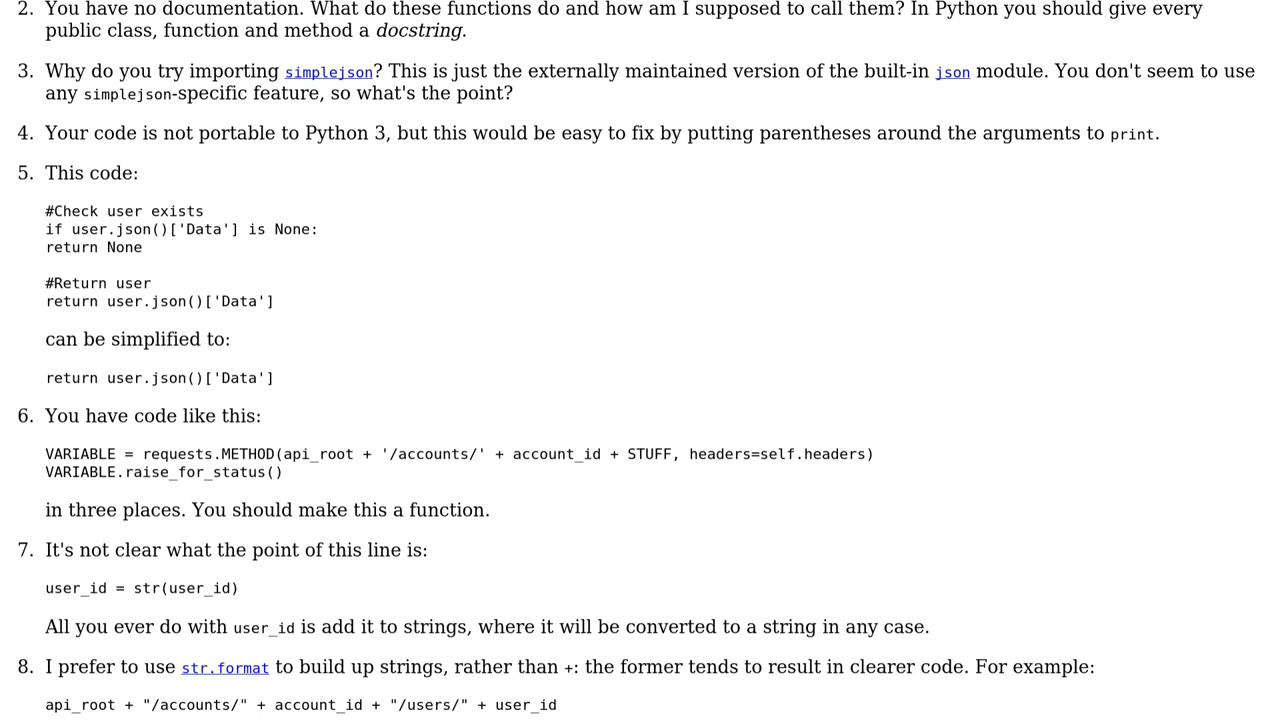 2. You have no documentation. What do these functions do and how am I supposed to call them? In Python you should give every
public class, function and method a docstring.
3. Why do you try importing simplejson? This is just the externally maintained version of the built-in json module. You don't seem to use
any simplejson-specific feature, so what's the point?
4. Your code is not portable to Python 3, but this would be easy to fix by putting parentheses around the arguments to print.
5. This code:
#Check user exists
if user.json()['Data'] is None:
return None
#Return user
return user.json()['Data']
can be simplified to:
return user.json()['Data']
6. You have code like this:
VARIABLE = requests.METHOD(api_root + '/accounts/' + account_id + STUFF, headers=self.headers)
VARIABLE.raise_for_status()
in three places. You should make this a function.
7. It's not clear what the point of this line is:
user_id = str(user_id)
All you ever do with user_id is add it to strings, where it will be converted to a string in any case.
8. I prefer to use str.format to build up strings, rather than +: the former tends to result in clearer code. For example:
api_root + "/accounts/" + account_id + "/users/" + user_id